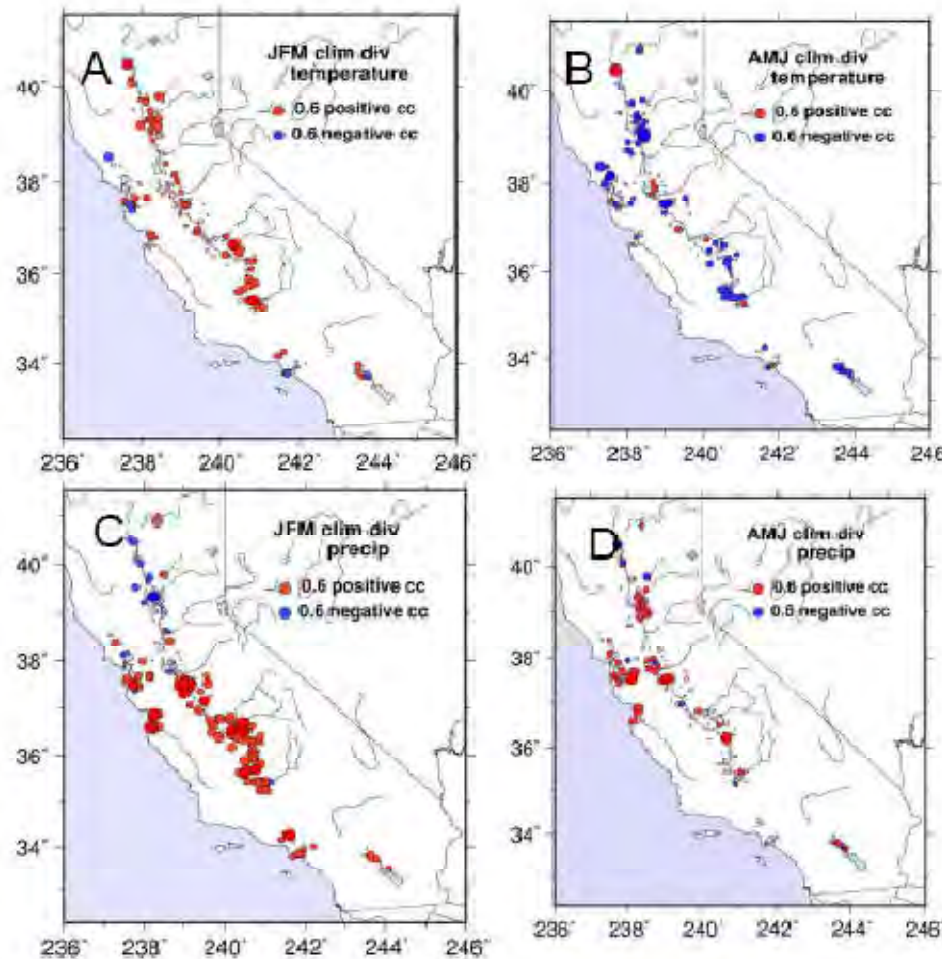 A
JFM clim-div
temperature
0.6 positive cc
0.6 negative cc
40°
38°
36°
34°
236 238 240 242 244 246
B
AMJ clim-div
temperature
0.6 positive cc
0.6 negative cc
40°
38°
36°
34°
236 238 240 242 244 246
C
JFM clim-div
precip
0.6 positive cc
0.6 negative cc
40°
38°
36°
34°
236° 238° 240° 242° 244° 246°
D
AMJ clim-div
precip
0.6 positive cc
0.6 negative cc
40°
38°
36°
34°
236° 238° 240° 242° 244° 246°